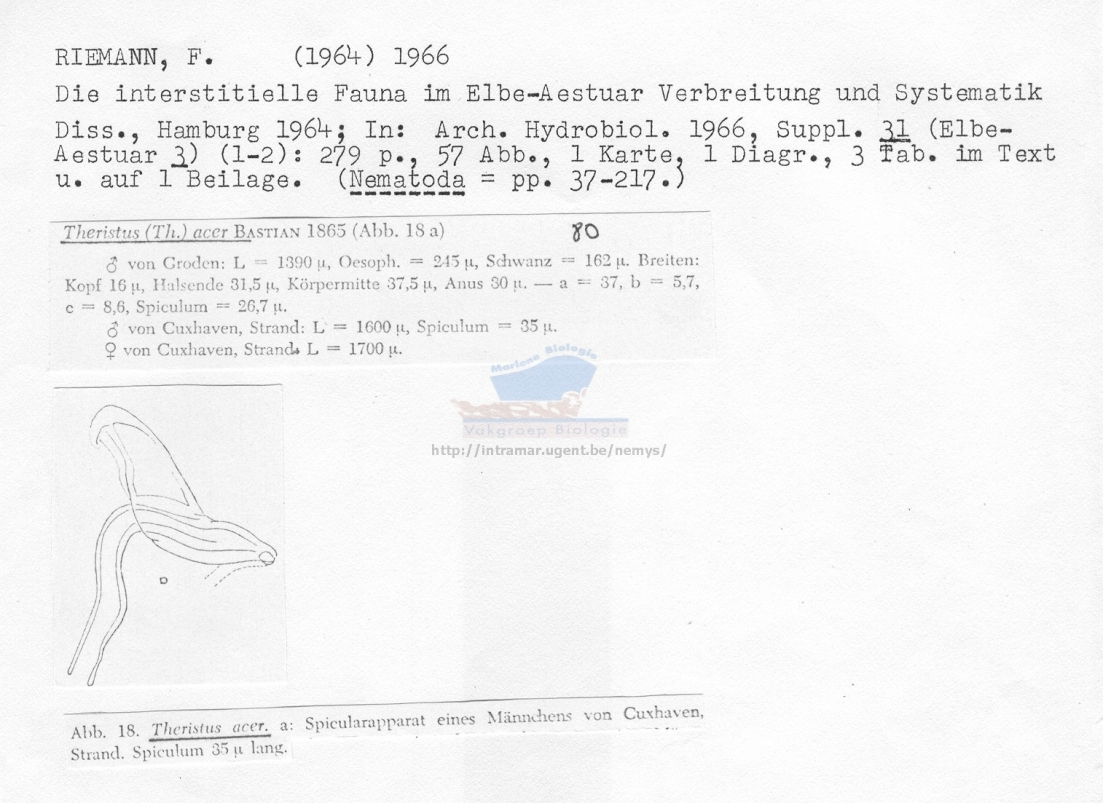 RIEMANN, F. (1964) 1966
Die interstitielle Fauna im Elbe-Aestuar Verbreitung und Systematik
Diss., Hamburg 1964; In: Arch. Hydrobiol. 1966, Suppl. 31 (Elbe-
Aestuar 3) (1-2): 279 p., 57 Abb., 1 Karte, 1 Diagr., 3 Tab. im Text
u. auf 1 Beilage. (Nematoda = pp. 37-217.)
Theristus (Th.) acer BASTIAN 1865 (Abb. 18 a) 80
♂ von Groden: L = 1390 µ, Oesoph. = 245 µ, Schwanz = 162 µ. Breiten:
Kopf 16 µ, Halsende 31,5 µ, Körpermitte 37,5 µ, Anus 30 µ. — a = 37, b = 5,7,
c = 8,6, Spiculum = 26,7 µ.
♂ von Cuxhaven, Strand: L = 1600 µ, Spiculum = 35 µ.
♀ von Cuxhaven, Strand, L = 1700 µ.
Mariene Biologie
Vakgroep Biologie
http://intramar.ugent.be/nemys/
a
Abb. 18. Theristus acer. a: Spicularapparat eines Männchens von Cuxhaven,
Strand. Spiculum 35 µ lang.